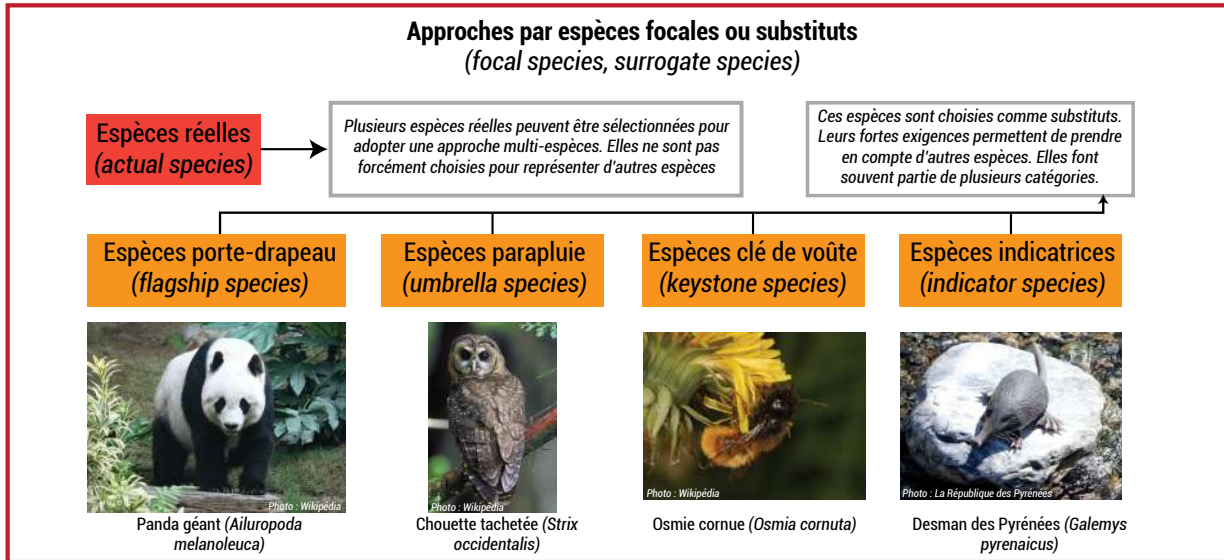 Approches par espèces focales ou substituts
(focal species, surrogate species)
Espèces réelles
(actual species)
Plusieurs espèces réelles peuvent être sélectionnées pour
adopter une approche multi-espèces. Elles ne sont pas
forcément choisies pour représenter d'autres espèces
Ces espèces sont choisies comme substituts.
Leurs fortes exigences permettent de prendre
en compte d'autres espèces. Elles font
souvent partie de plusieurs catégories.
Espèces porte-drapeau
(flagship species)
Espèces parapluie
(umbrella species)
Espèces clé de voûte
(keystone species)
Espèces indicatrices
(indicator species)
Photo : Wikipédia
Photo : Wikipédia
Photo : Wikipédia
Photo : La République des Pyrénées
Panda géant (Ailuropoda
melanoleuca)
Chouette tachetée (Strix
occidentalis)
Osmie cornue (Osmia cornuta)
Desman des Pyrénées (Galemys
pyrenaicus)